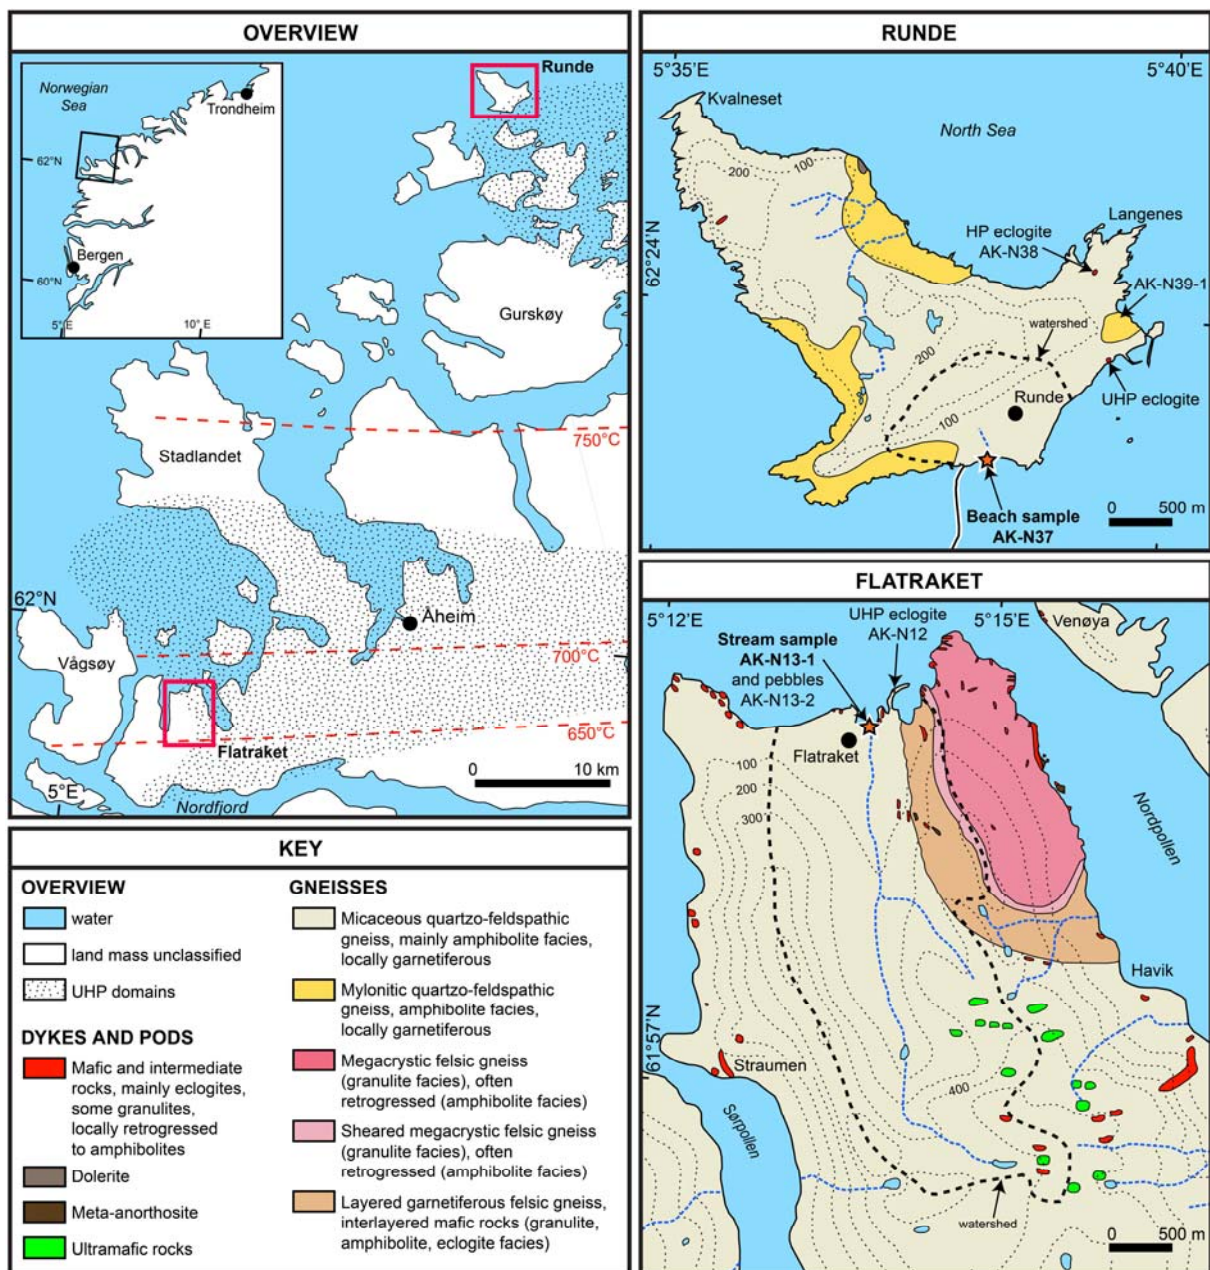 OVERVIEW
Norwegian
Sea
Trondheim
62°N
Bergen
60°N
5° E
10° E
Runde
Gurskøy
750°C
Stadlandet
62°N
Åheim
Vågsøy
700°C
650°C
Flatraket
0 10 km
5°E
Nordfjord
RUNDE
5°35'E
5°40'E
Kvalneset
North Sea
200
100
Langenes
HP eclogite
AK-N38
62°24'N
AK-N39-1
watershed
200
UHP eclogite
Runde
100
Beach sample
AK-N37
0 500 m
FLATRAKET
5°12'E
5°15'E
UHP eclogite
AK-N12
Venøya
Stream sample
AK-N13-1
and pebbles
AK-N13-2
Flatraket
100
200
300
Nordpollen
Havik
61°57'N
Straumen
400
Sørpollen
watershed
0 500 m
KEY
OVERVIEW
water
land mass unclassified
UHP domains
DYKES AND PODS
Mafic and intermediate
rocks, mainly eclogites,
some granulites,
locally retrogressed
to amphibolites
Dolerite
Meta-anorthosite
Ultramafic rocks
GNEISSES
Micaceous quartzo-feldspathic
gneiss, mainly amphibolite facies,
locally garnetiferous
Mylonitic quartzo-feldspathic
gneiss, amphibolite facies,
locally garnetiferous
Megacrystic felsic gneiss
(granulite facies), often
retrogressed (amphibolite facies)
Sheared megacrystic felsic gneiss
(granulite facies), often
retrogressed (amphibolite facies)
Layered garnetiferous felsic gneiss,
interlayered mafic rocks (granulite,
amphibolite, eclogite facies)